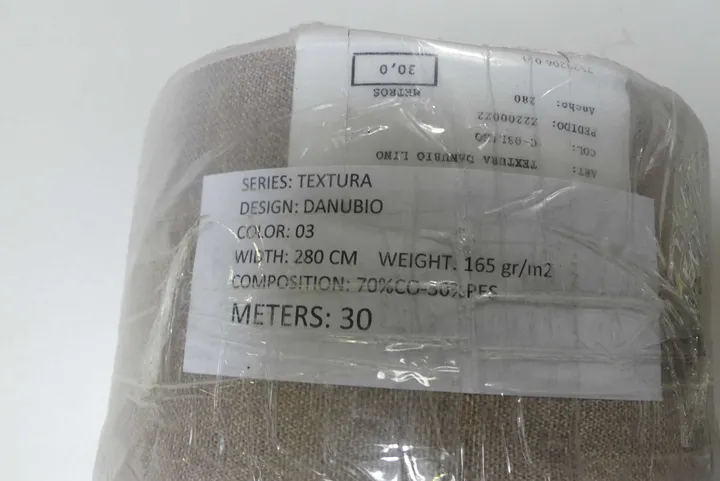 SERIES: TEXTURA
DESIGN: DANUBIO
COLOR: 03
WIDTH: 280 CM WEIGHT. 165 gr/m2
COMPOSITION: 70%CO-30%PES
METERS: 30
ART: TEXTURA DANUBIO LINO
COL:
PEDIDO: 22200022
Ancho: 280
METROS
30,0